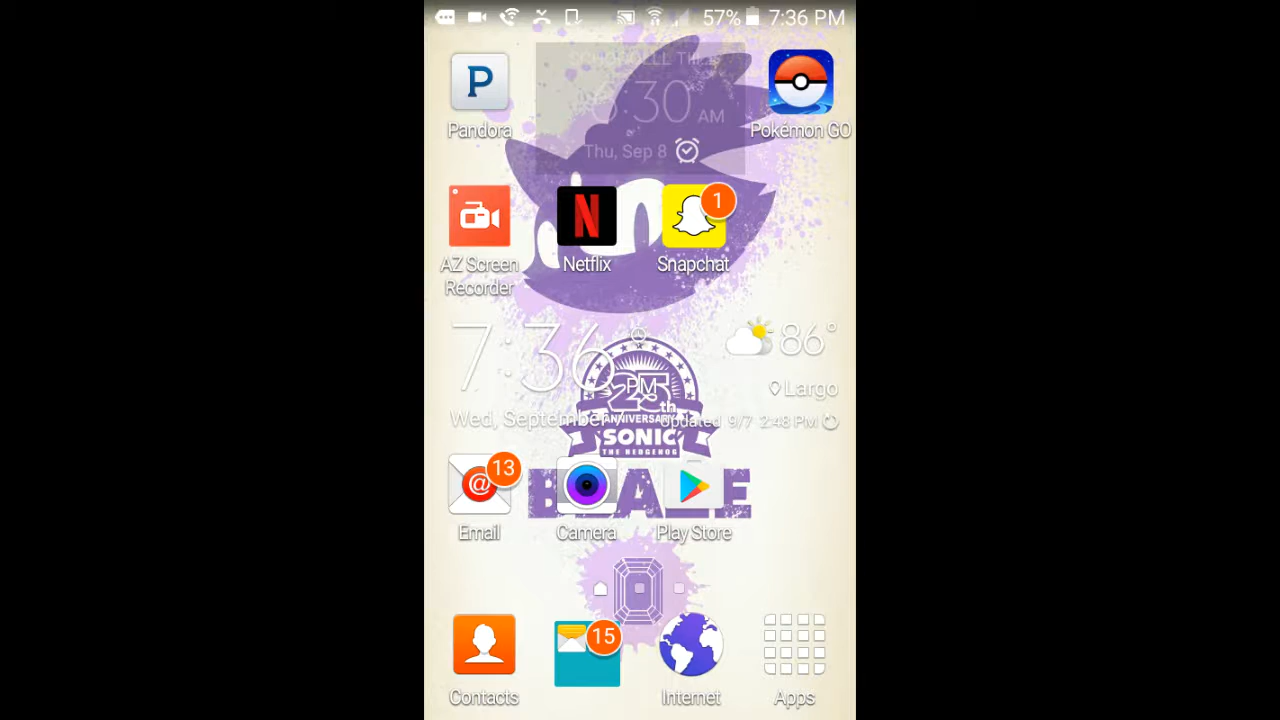 57% 7:36 PM
6 30 AM
Thu, Sep 8
P
Pandora
Pokémon GO
N
1
AZ Screen
Recorder
Netflix
Snapchat
7:36
PM
86°
Largo
Wed, September 7
Updated 9/7 2:48 PM
25th
ANNIVERSARY
SONIC
THE HEDGEHOG
13
@
BLAZE
Email
Camera
Play Store
15
Contacts
Internet
Apps